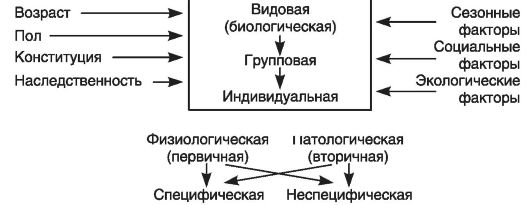 Возраст
Пол
Конституция
Наследственность
Видовая
(биологическая)
Групповая
Индивидуальная
Сезонные
факторы
Социальные
факторы
Экологические
факторы
Физиологическая
(первичная)
Патологическая
(вторичная)
Специфическая
Неспецифическая